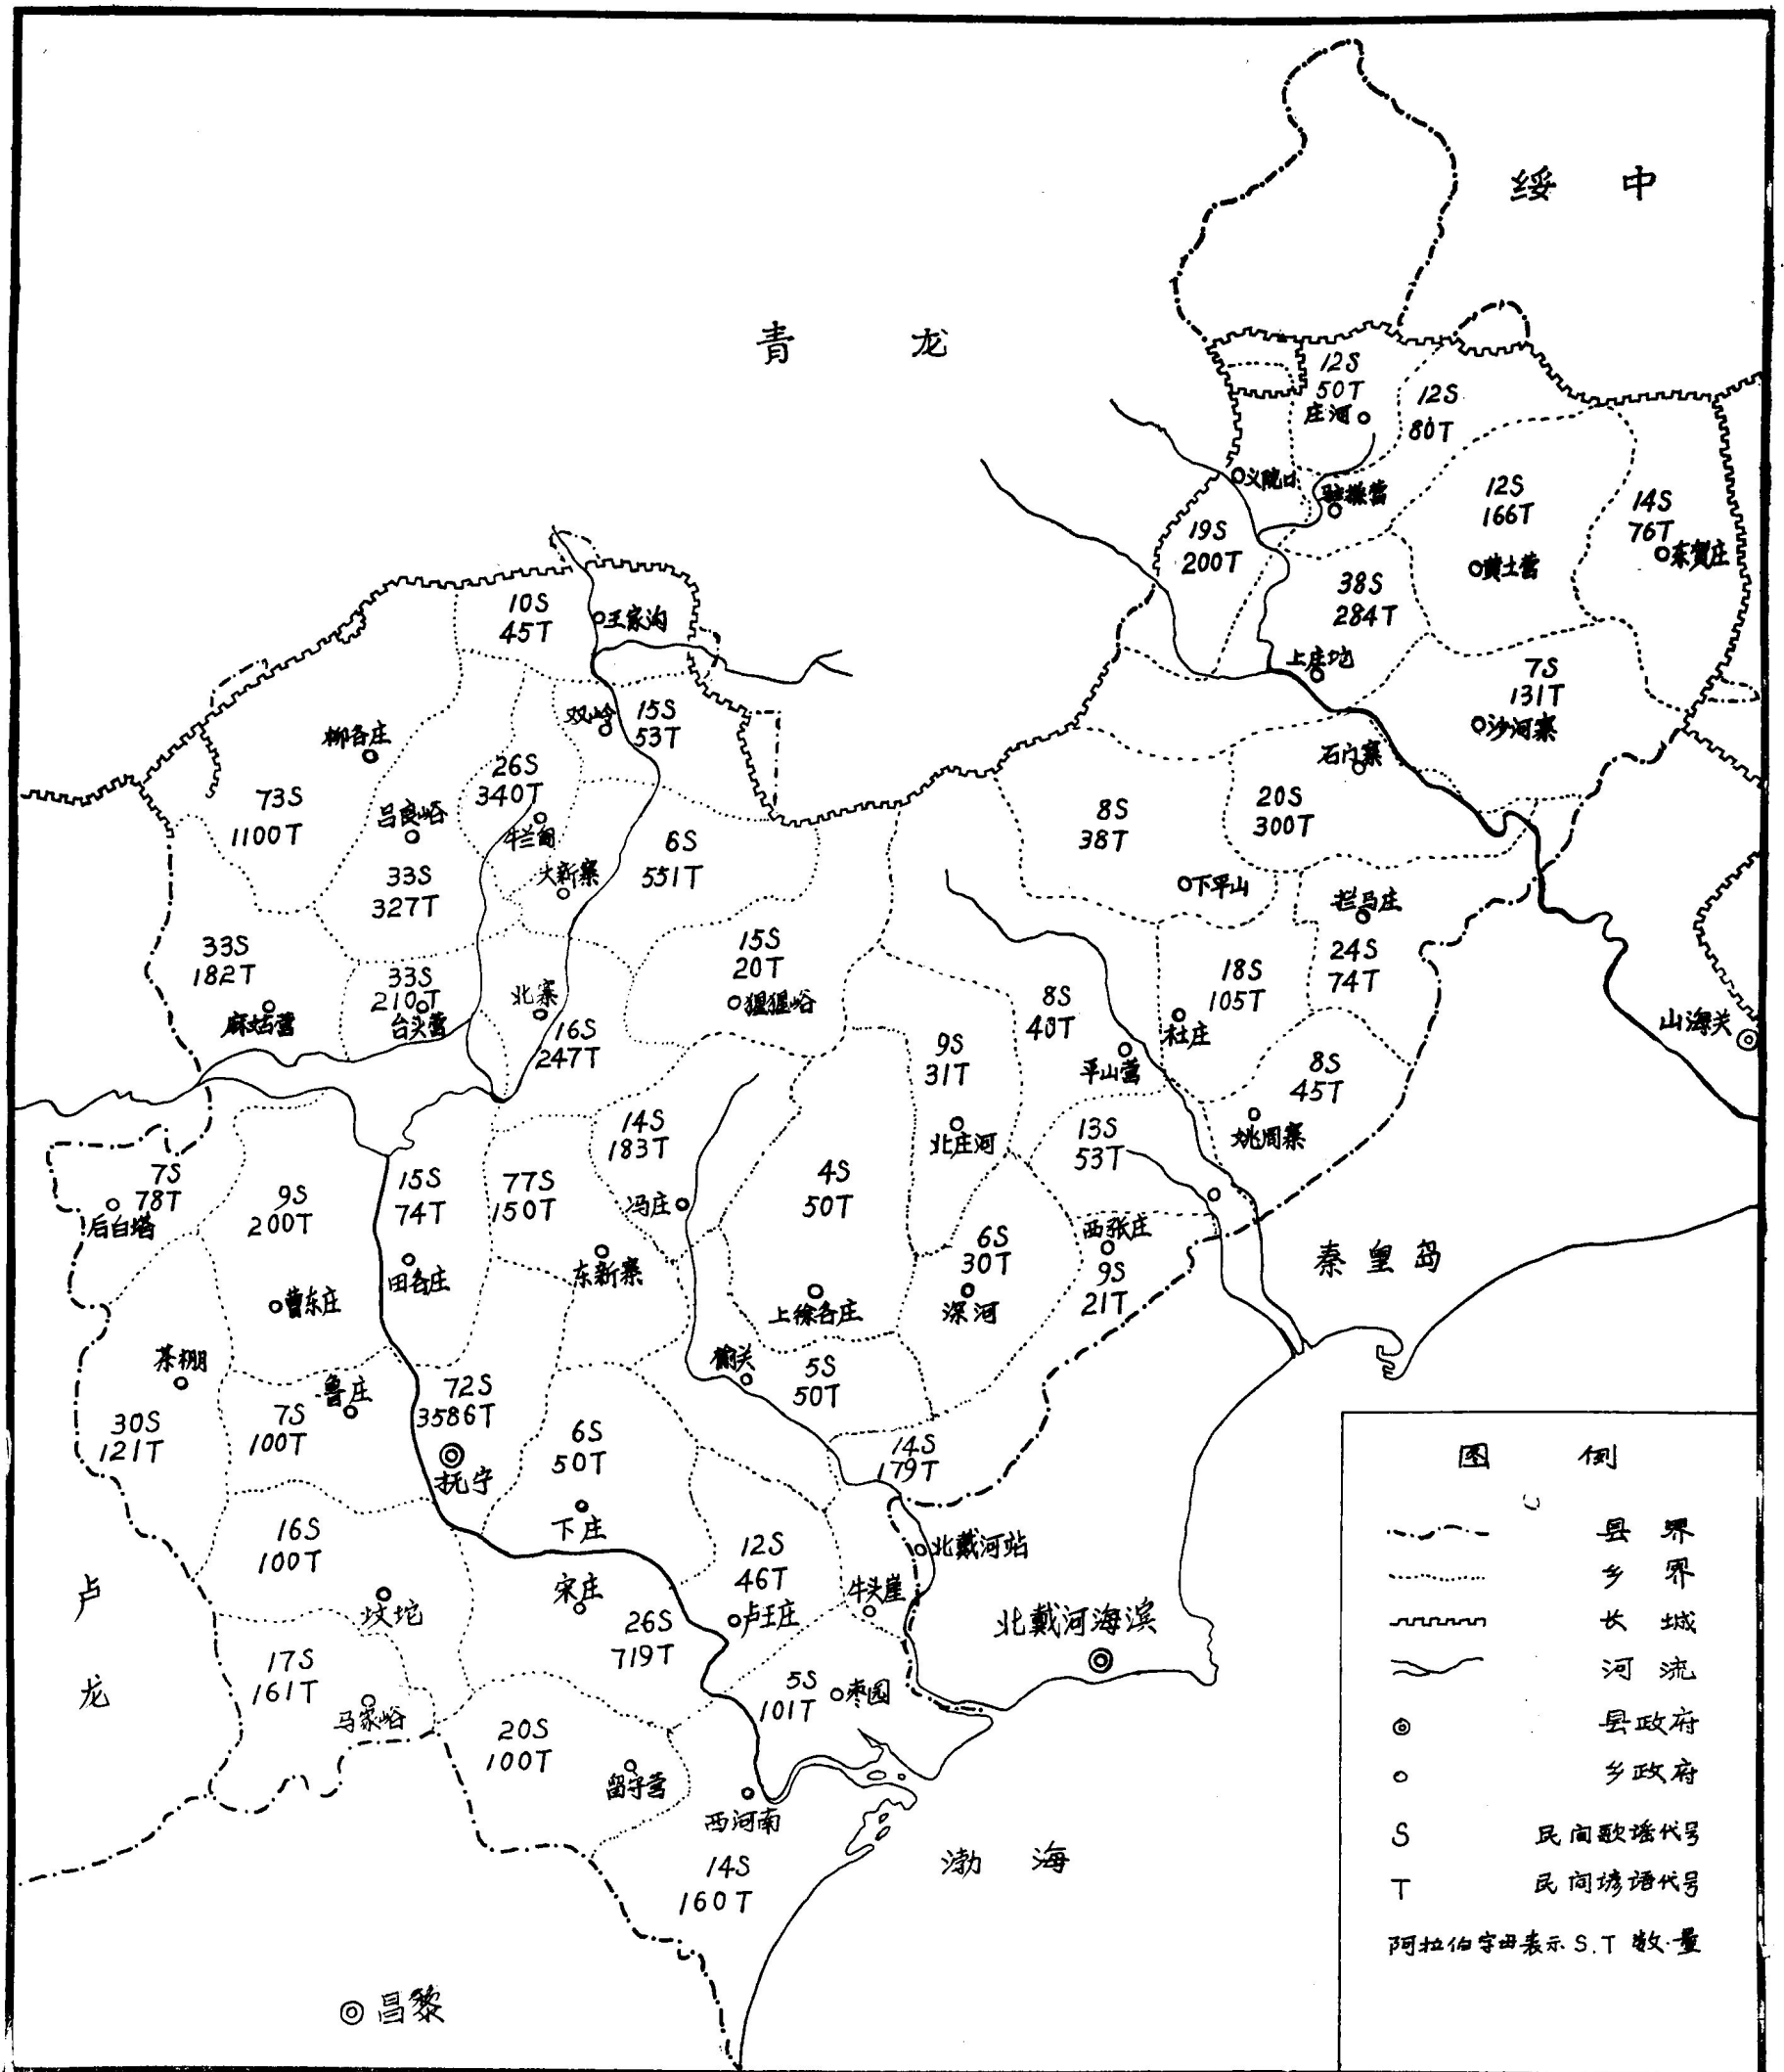 绥 中
青 龙
12S
50T
庄河
12S
80T
义院口
驻操营
12S
166T
黄土营
14S
76T
东贺庄
19S
200T
38S
284T
上庄坨
7S
131T
沙河寨
10S
45T
王家沟
双岭
15S
53T
柳各庄
73S
1100T
吕良峪
26S
340T
牛兰甸
大新寨
33S
327T
6S
551T
石门寨
20S
300T
8S
38T
下平山
拦马庄
24S
74T
33S
182T
麻姑营
33S
210T
台头营
北寨
16S
247T
15S
20T
猩猩峪
8S
40T
平山营
18S
105T
杜庄
山海关
9S
31T
北庄河
8S
45T
姚周寨
7S
78T
后白塔
9S
200T
曹东庄
15S
74T
田各庄
77S
150T
东新寨
14S
183T
冯庄
4S
50T
上徐各庄
13S
53T
6S
30T
深河
西张庄
9S
21T
秦皇岛
茶棚
30S
121T
鲁庄
7S
100T
72S
3586T
抚宁
6S
50T
下庄
榆关
5S
50T
14S
179T
北戴河站
16S
100T
坟坨
宋庄
26S
719T
12S
46T
卢王庄
牛头崖
北戴河海滨
卢
龙
17S
161T
马家峪
20S
100T
留守营
5S
101T
枣园
西河南
14S
160T
渤 海
昌黎
图 例
县 界
乡 界
长 城
河 流
县政府
乡政府
S 民间歌谣代号
T 民间谚语代号
阿拉伯字母表示S.T数量